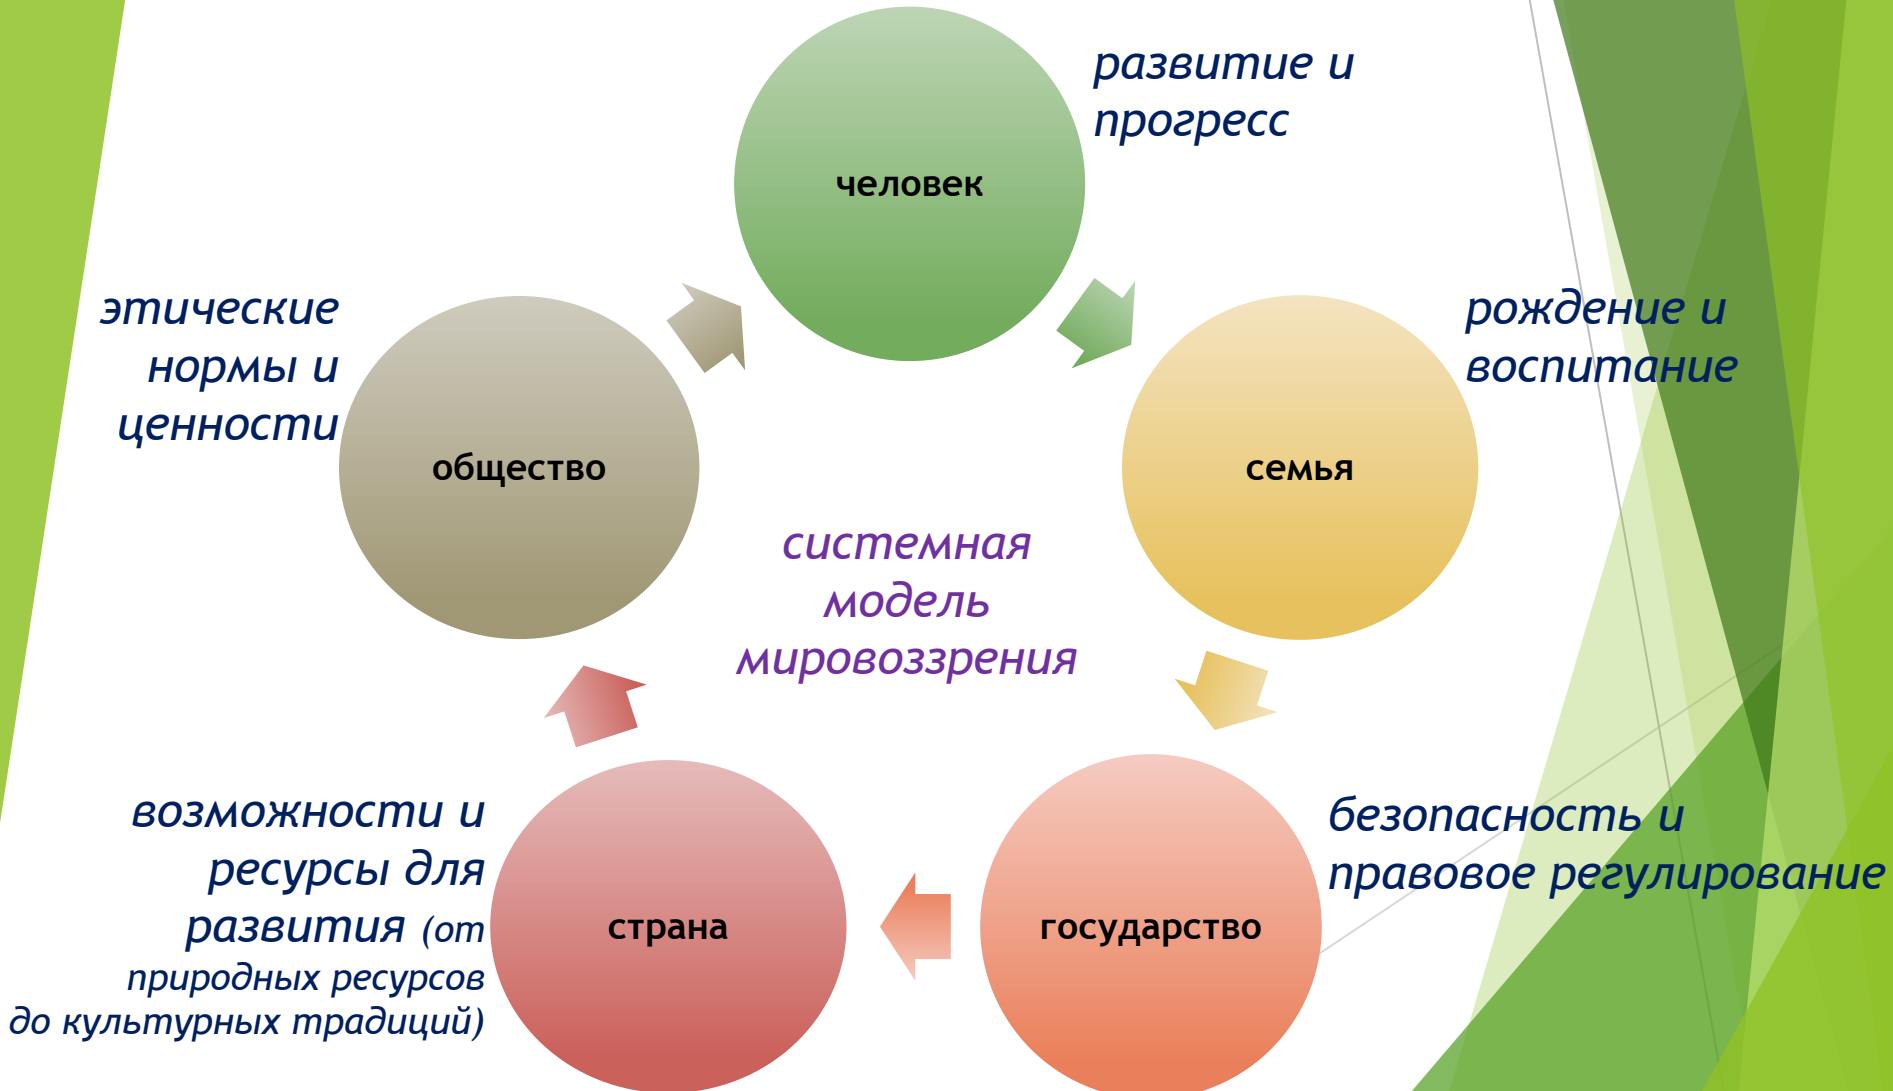 развитие и
прогресс
человек
этические
нормы и
ценности
рождение и
воспитание
общество
семья
системная
модель
мировоззрения
возможности и
ресурсы для
развития (от
природных ресурсов
до культурных традиций)
безопасность и
правовое регулирование
страна
государство